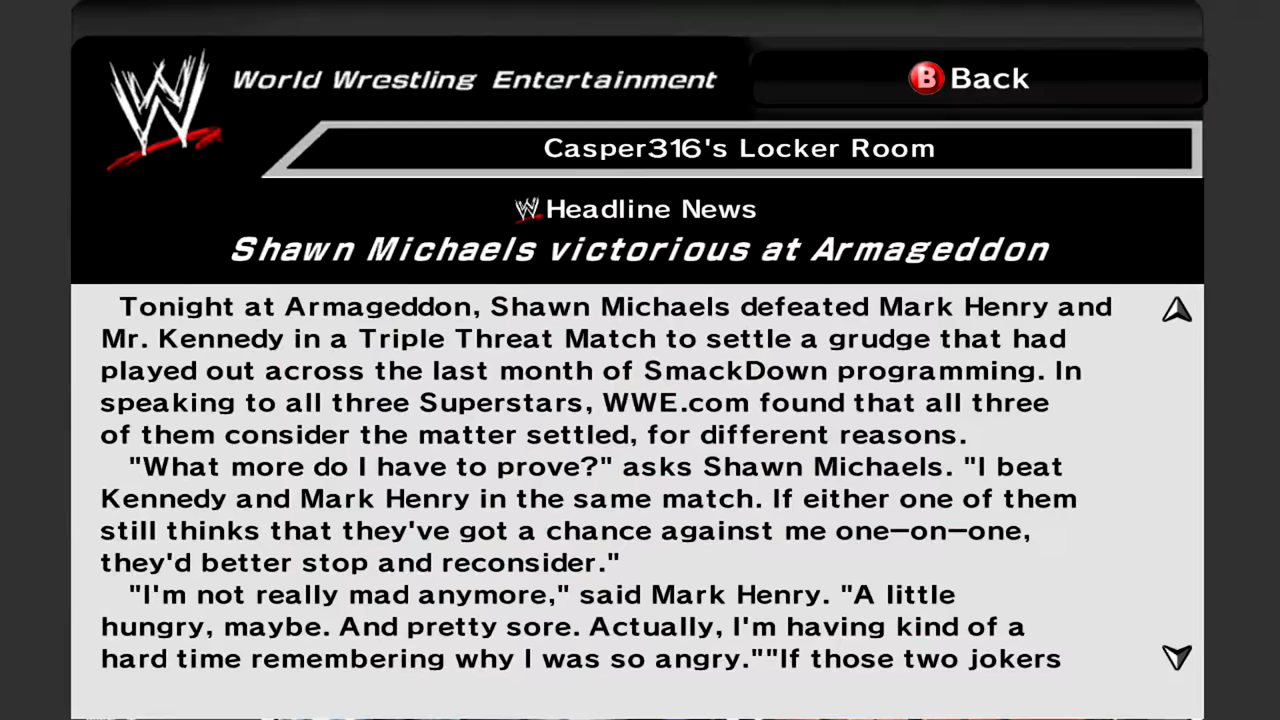 World Wrestling Entertainment
B Back
Casper316's Locker Room
W Headline News
Shawn Michaels victorious at Armageddon
Tonight at Armageddon, Shawn Michaels defeated Mark Henry and
Mr. Kennedy in a Triple Threat Match to settle a grudge that had
played out across the last month of SmackDown programming. In
speaking to all three Superstars, WWE.com found that all three
of them consider the matter settled, for different reasons.
"What more do I have to prove?" asks Shawn Michaels. "I beat
Kennedy and Mark Henry in the same match. If either one of them
still thinks that they've got a chance against me one—on—one,
they'd better stop and reconsider."
"I'm not really mad anymore," said Mark Henry. "A little
hungry, maybe. And pretty sore. Actually, I'm having kind of a
hard time remembering why I was so angry.""If those two jokers